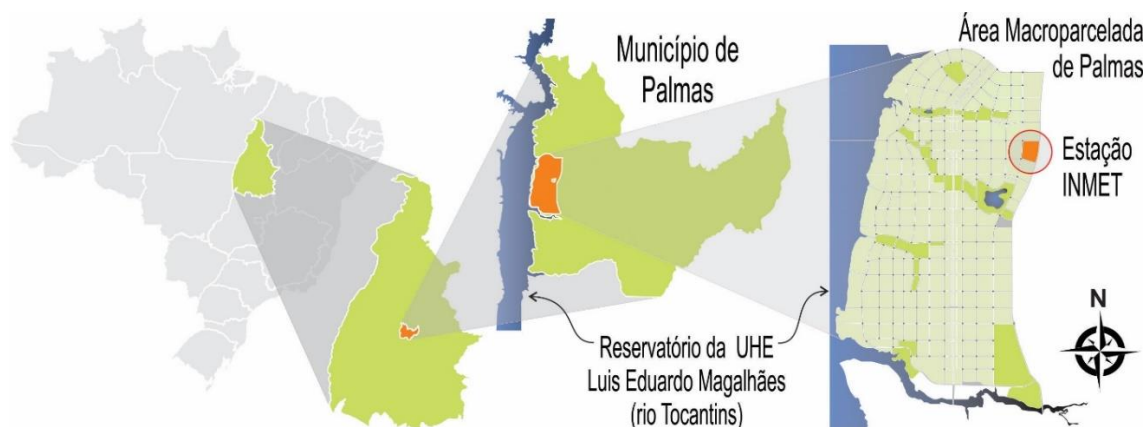 Município de
Palmas
Área Macroparcelada
de Palmas
Estação
INMET
N
Reservatório da UHE
Luis Eduardo Magalhães
(rio Tocantins)